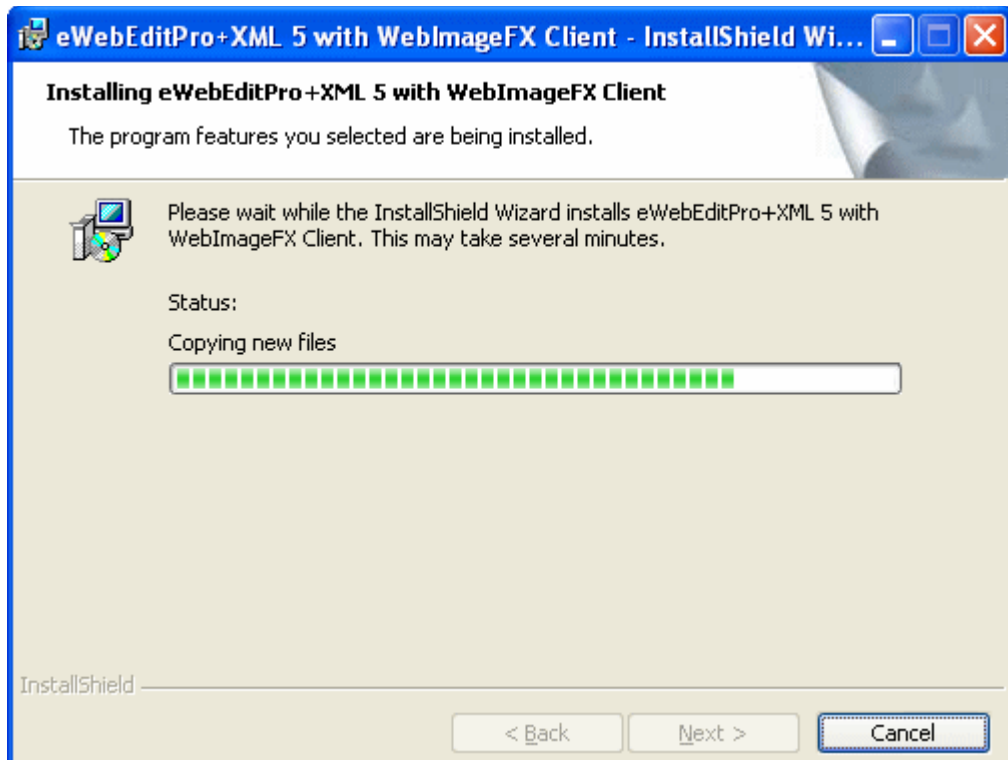 eWebEditPro+XML 5 with WebImageFX Client - InstallShield Wi...
Installing eWebEditPro+XML 5 with WebImageFX Client
The program features you selected are being installed.
Please wait while the InstallShield Wizard installs eWebEditPro+XML 5 with
WebImageFX Client. This may take several minutes.
Status:
Copying new files
InstallShield
< Back Next > Cancel